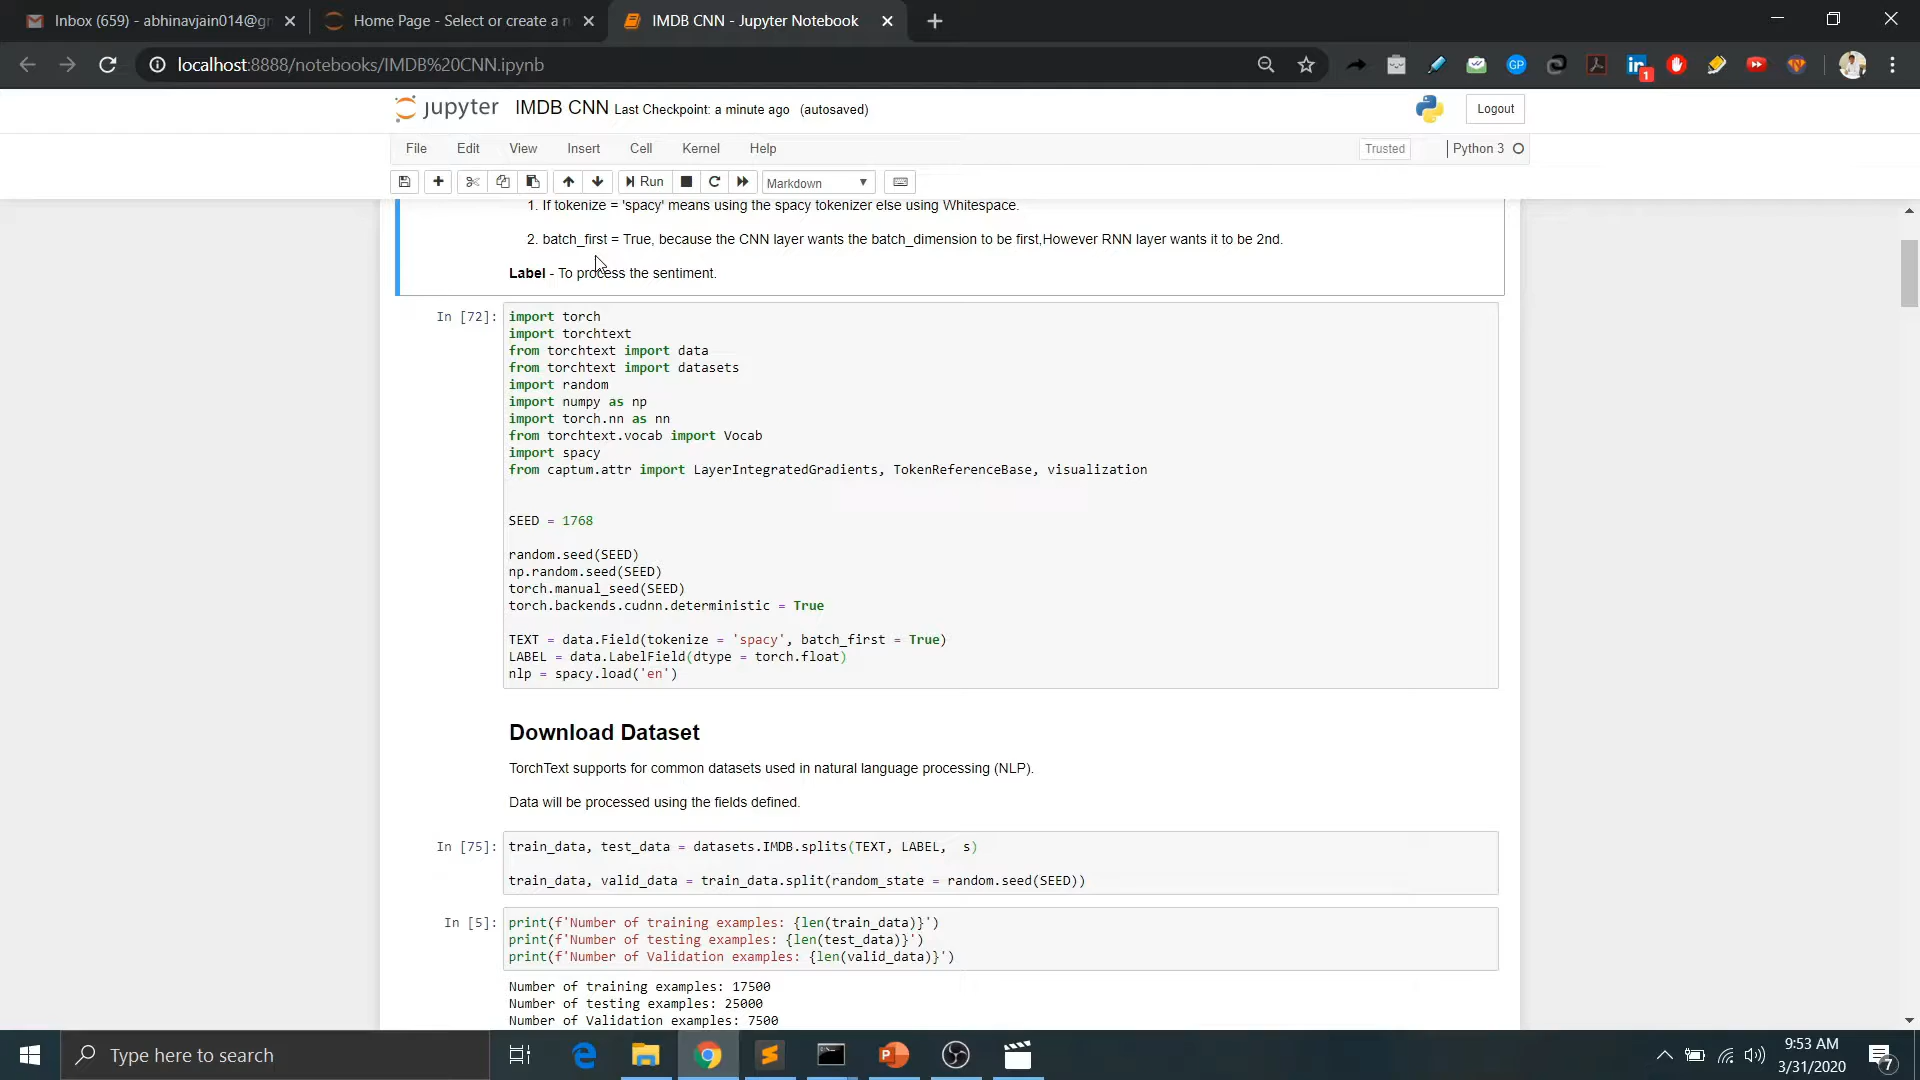 Inbox (659) - abhinavjain014@gm
Home Page - Select or create a n
IMDB CNN - Jupyter Notebook
localhost:8888/notebooks/IMDB%20CNN.ipynb
GP
1
jupyter
IMDB CNN Last Checkpoint: a minute ago (autosaved)
Logout
File Edit View Insert Cell Kernel Help
Trusted
Python 3
Run
Markdown
1. If tokenize = 'spacy' means using the spacy tokenizer else using Whitespace.
2. batch_first = True, because the CNN layer wants the batch_dimension to be first,However RNN layer wants it to be 2nd.
Label - To process the sentiment.
In [72]:
import torch
import torchtext
from torchtext import data
from torchtext import datasets
import random
import numpy as np
import torch.nn as nn
from torchtext.vocab import Vocab
import spacy
from captum.attr import LayerIntegratedGradients, TokenReferenceBase, visualization
SEED = 1768
random.seed(SEED)
np.random.seed(SEED)
torch.manual_seed(SEED)
torch.backends.cudnn.deterministic = True
TEXT = data.Field(tokenize = 'spacy', batch_first = True)
LABEL = data.LabelField(dtype = torch.float)
nlp = spacy.load('en')
Download Dataset
TorchText supports for common datasets used in natural language processing (NLP).
Data will be processed using the fields defined.
In [75]:
train_data, test_data = datasets.IMDB.splits(TEXT, LABEL,  s)
train_data, valid_data = train_data.split(random_state = random.seed(SEED))
In [5]:
print(f'Number of training examples: {len(train_data)}')
print(f'Number of testing examples: {len(test_data)}')
print(f'Number of Validation examples: {len(valid_data)}')
Number of training examples: 17500
Number of testing examples: 25000
Number of Validation examples: 7500
Type here to search
9:53 AM
3/31/2020
7